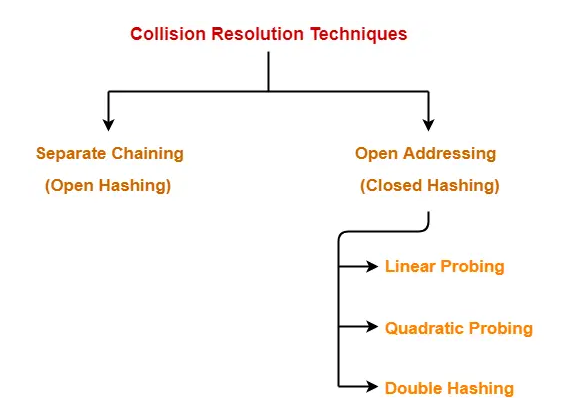 Collision Resolution Techniques
Separate Chaining
(Open Hashing)
Open Addressing
(Closed Hashing)
Linear Probing
Quadratic Probing
Double Hashing